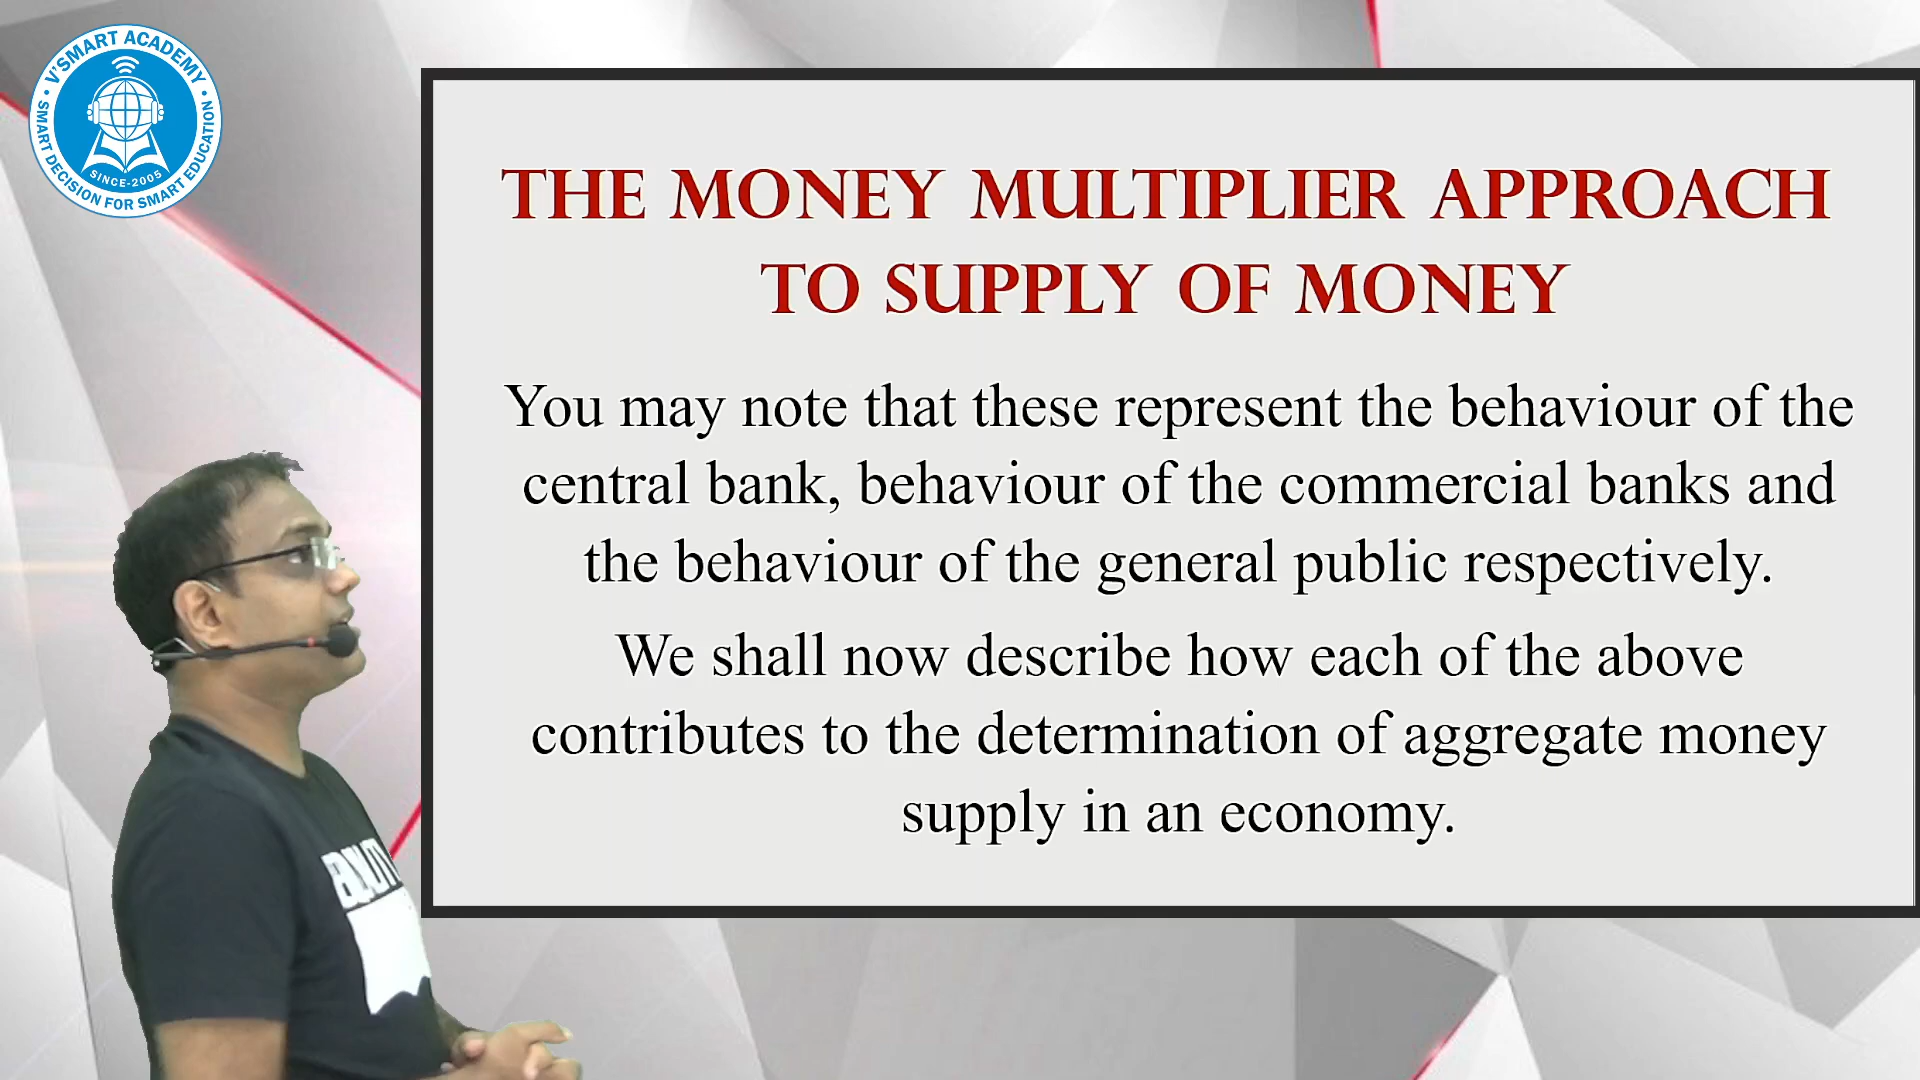 V'SMART ACADEMY
SMART DECISION FOR SMART EDUCATION
SINCE-2005
THE MONEY MULTIPLIER APPROACH
TO SUPPLY OF MONEY
You may note that these represent the behaviour of the
central bank, behaviour of the commercial banks and
the behaviour of the general public respectively.
We shall now describe how each of the above
contributes to the determination of aggregate money
supply in an economy.